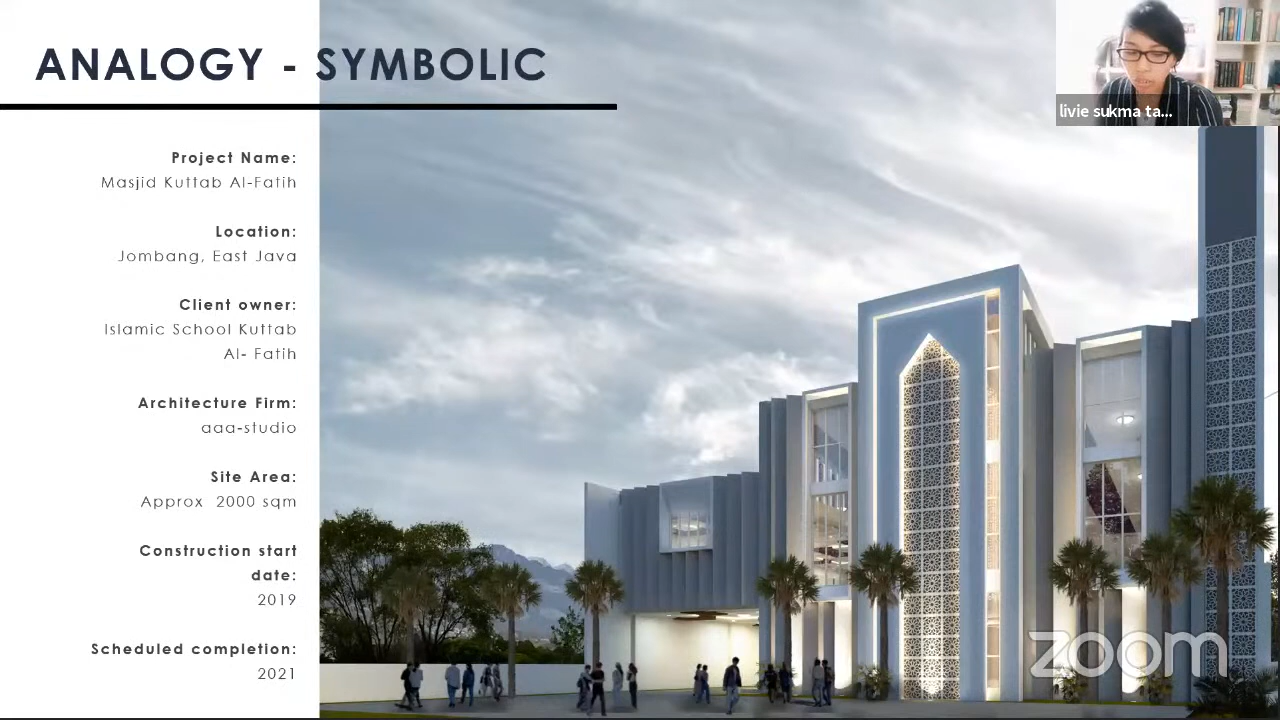 ANALOGY - SYMBOLIC
livie sukma ta...
Project Name:
Masjid Kuttab Al-Fatih
Location:
Jombang, East Java
Client owner:
Islamic School Kuttab
Al- Fatih
Architecture Firm:
aaa-studio
Site Area:
Approx 2000 sqm
Construction start
date:
2019
Scheduled completion:
2021
zoom